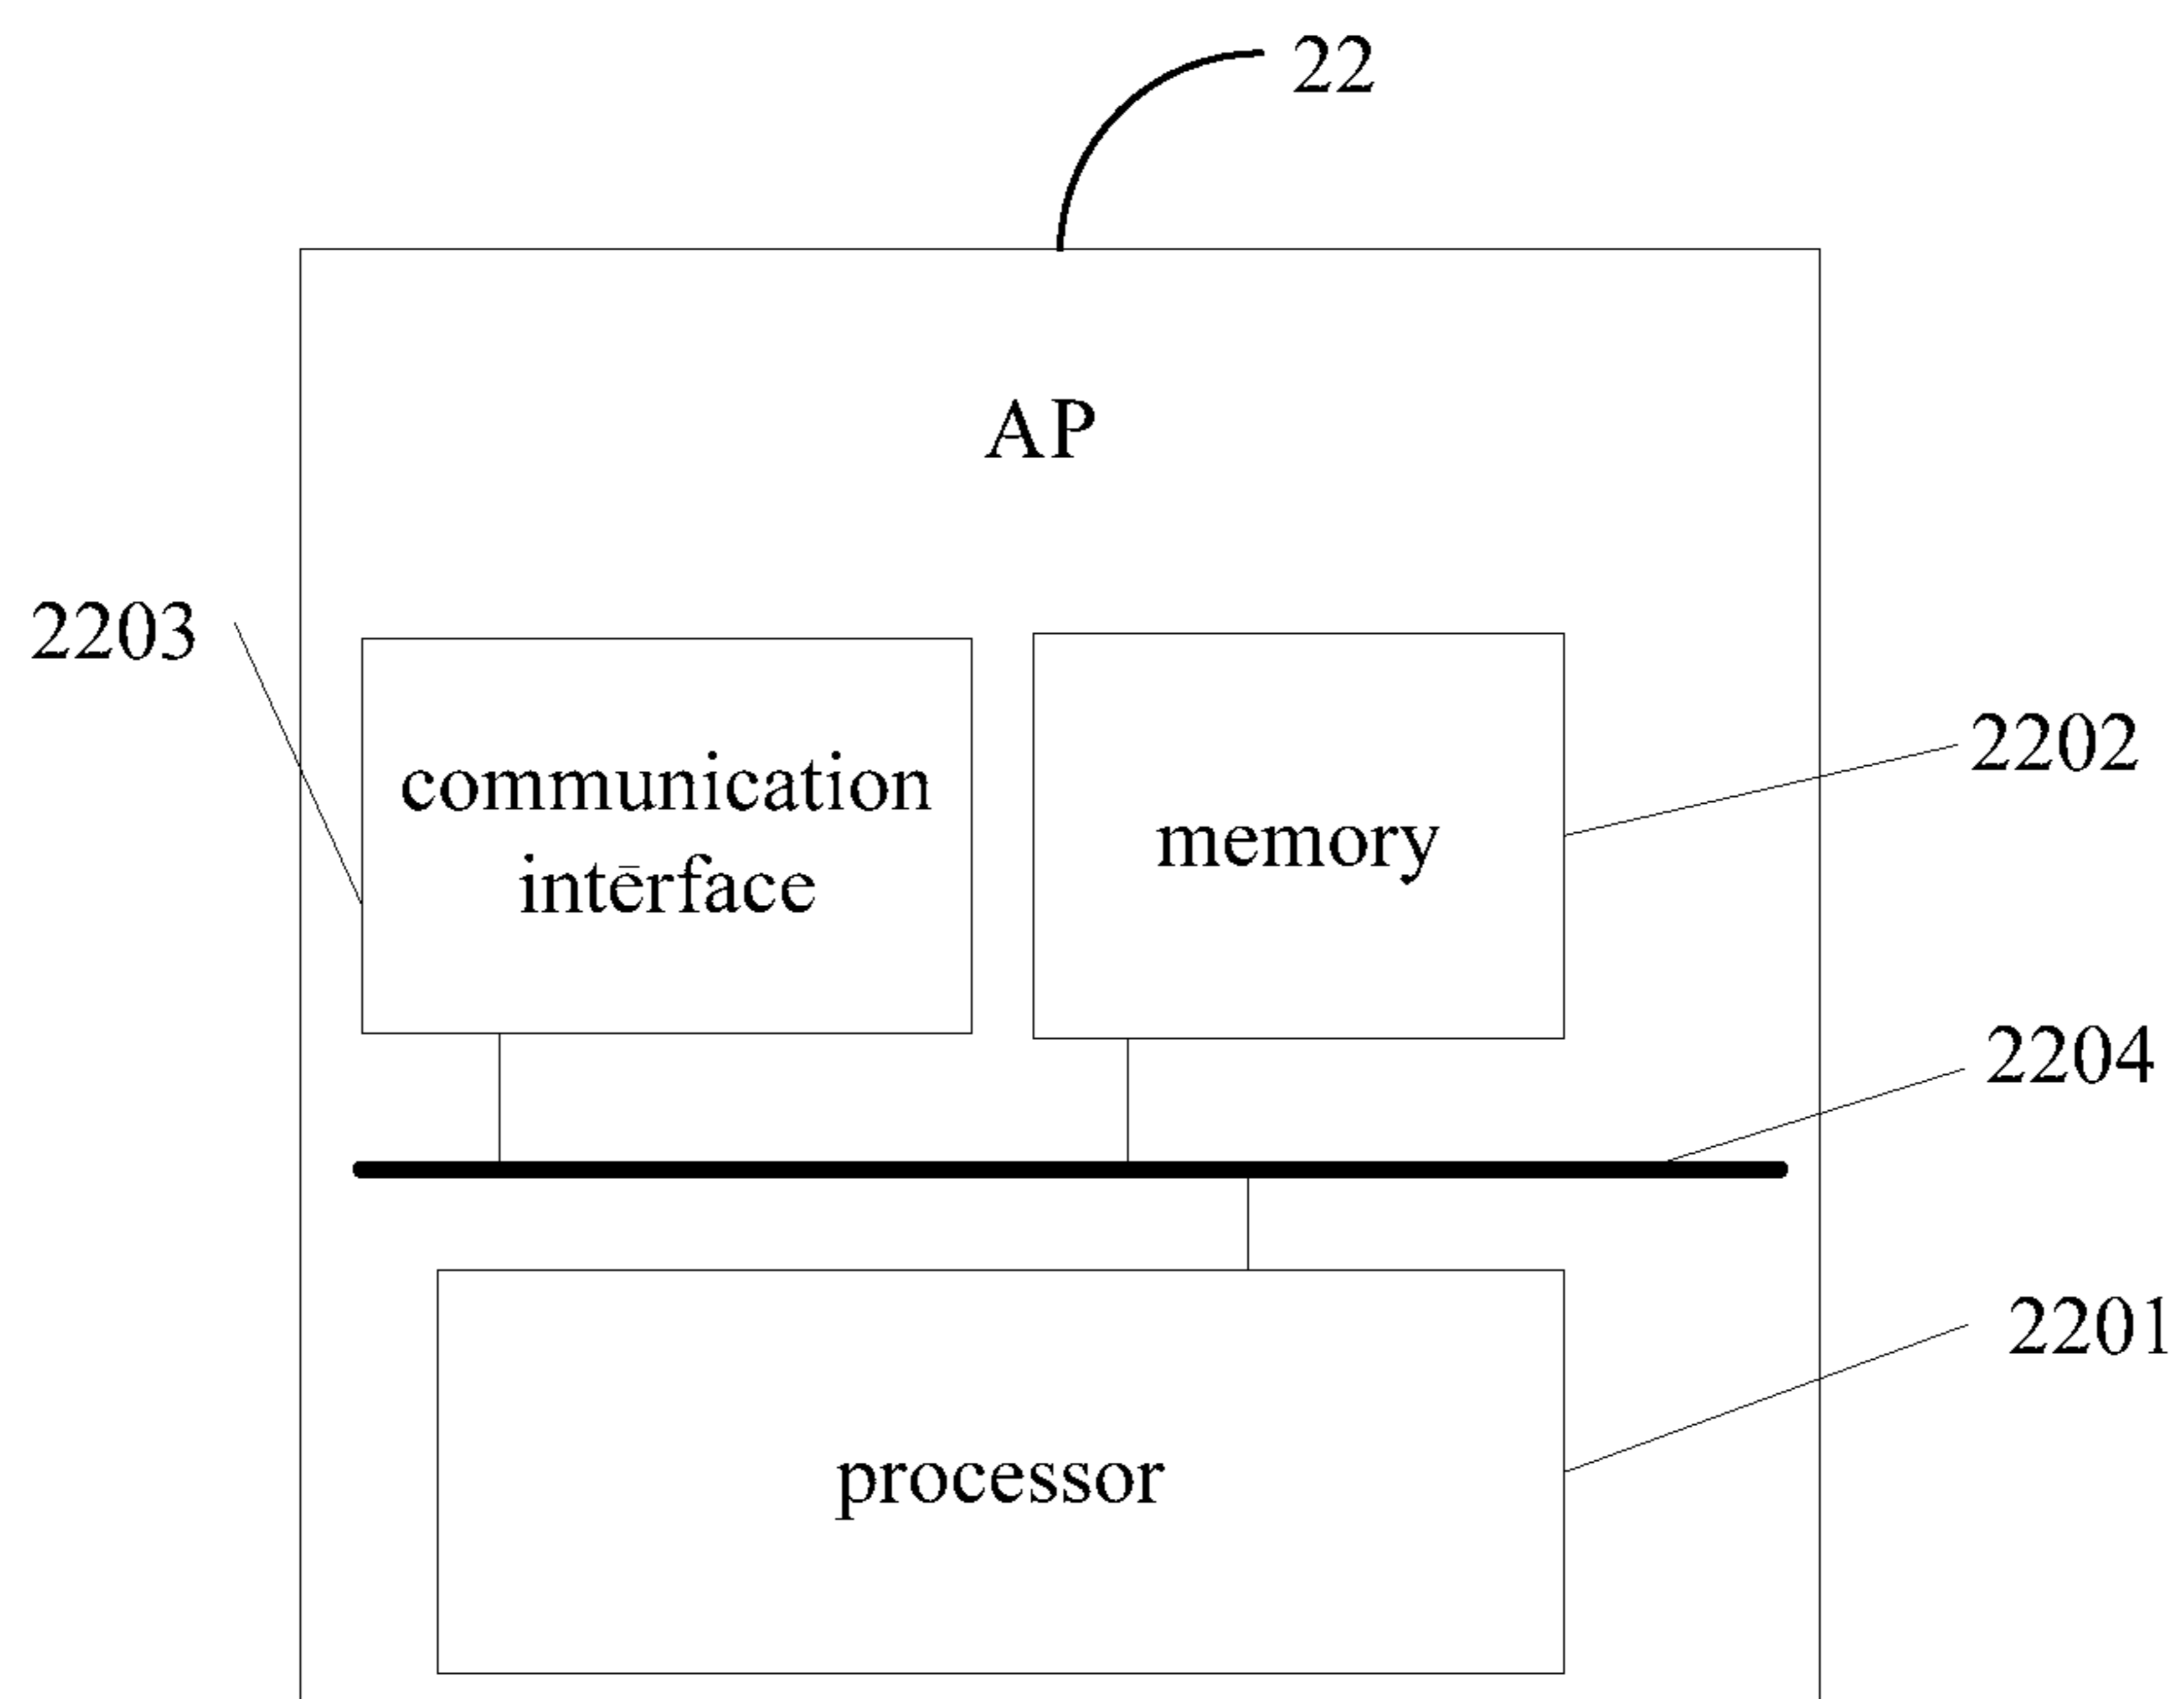 22
AP
2203
communication
interface
memory
2202
2204
2201
processor